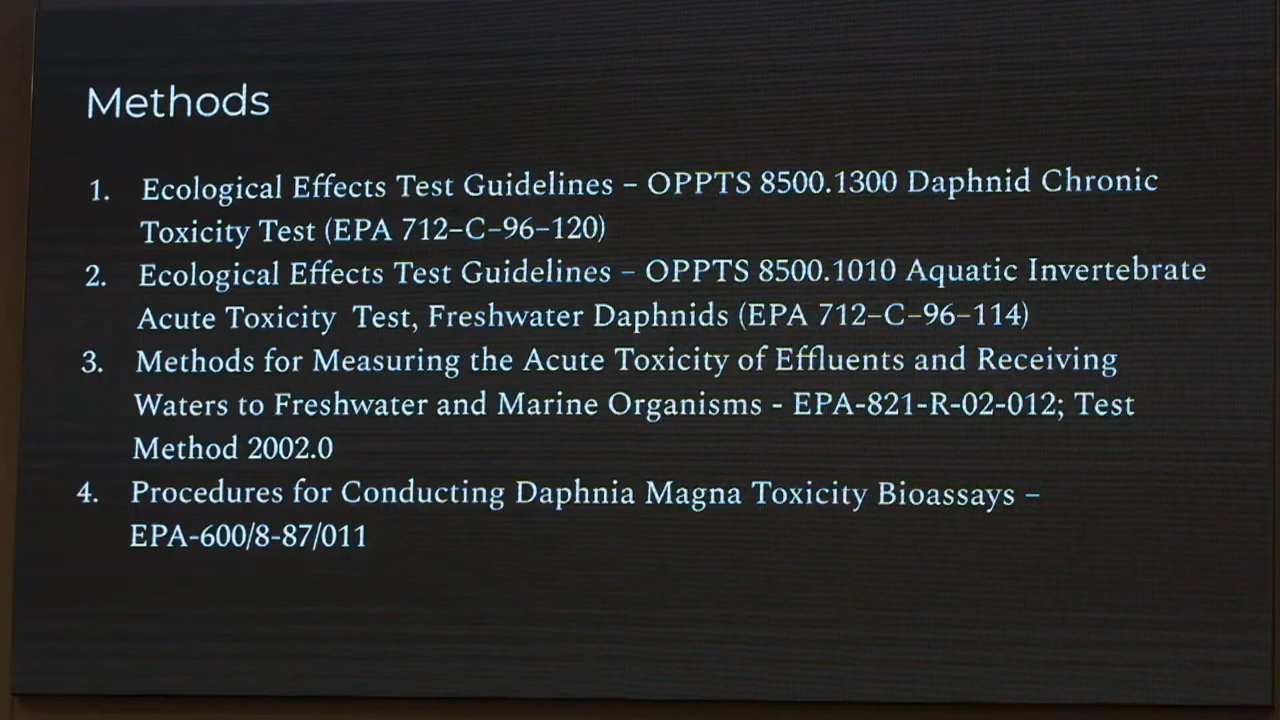 Methods
1. Ecological Effects Test Guidelines – OPPTS 8500.1300 Daphnid Chronic
Toxicity Test (EPA 712–C–96–120)
2. Ecological Effects Test Guidelines – OPPTS 8500.1010 Aquatic Invertebrate
Acute Toxicity  Test, Freshwater Daphnids (EPA 712–C–96–114)
3. Methods for Measuring the Acute Toxicity of Effluents and Receiving
Waters to Freshwater and Marine Organisms - EPA-821-R-02-012; Test
Method 2002.0
4. Procedures for Conducting Daphnia Magna Toxicity Bioassays –
EPA-600/8-87/011